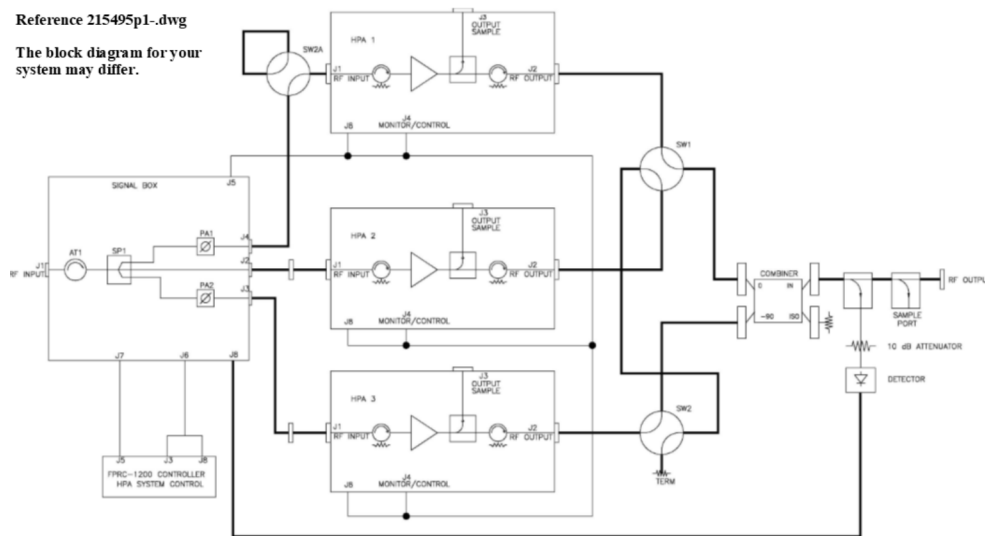 Reference 215495p1-.dwg
The block diagram for your
system may differ.
SW2A
HPA 1
J3
OUTPUT
SAMPLE
J1
RF INPUT
J2
RF OUTPUT
J8
J4
MONITOR/CONTROL
SW1
J5
SIGNAL BOX
PA1
J4
AT1
SP1
J1
RF INPUT
J2
PA2
J3
J7
J6
J8
HPA 2
J3
OUTPUT
SAMPLE
J1
RF INPUT
J2
RF OUTPUT
J8
J4
MONITOR/CONTROL
COMBINER
0
IN
-90
ISO
RF OUTPU
SAMPLE
PORT
10 dB ATTENUATOR
DETECTOR
HPA 3
J3
OUTPUT
SAMPLE
J1
RF INPUT
J2
RF OUTPUT
J8
J4
MONITOR/CONTROL
SW2
TERM
J5
J3
J8
FPRC-1200 CONTROLLER
HPA SYSTEM CONTROL